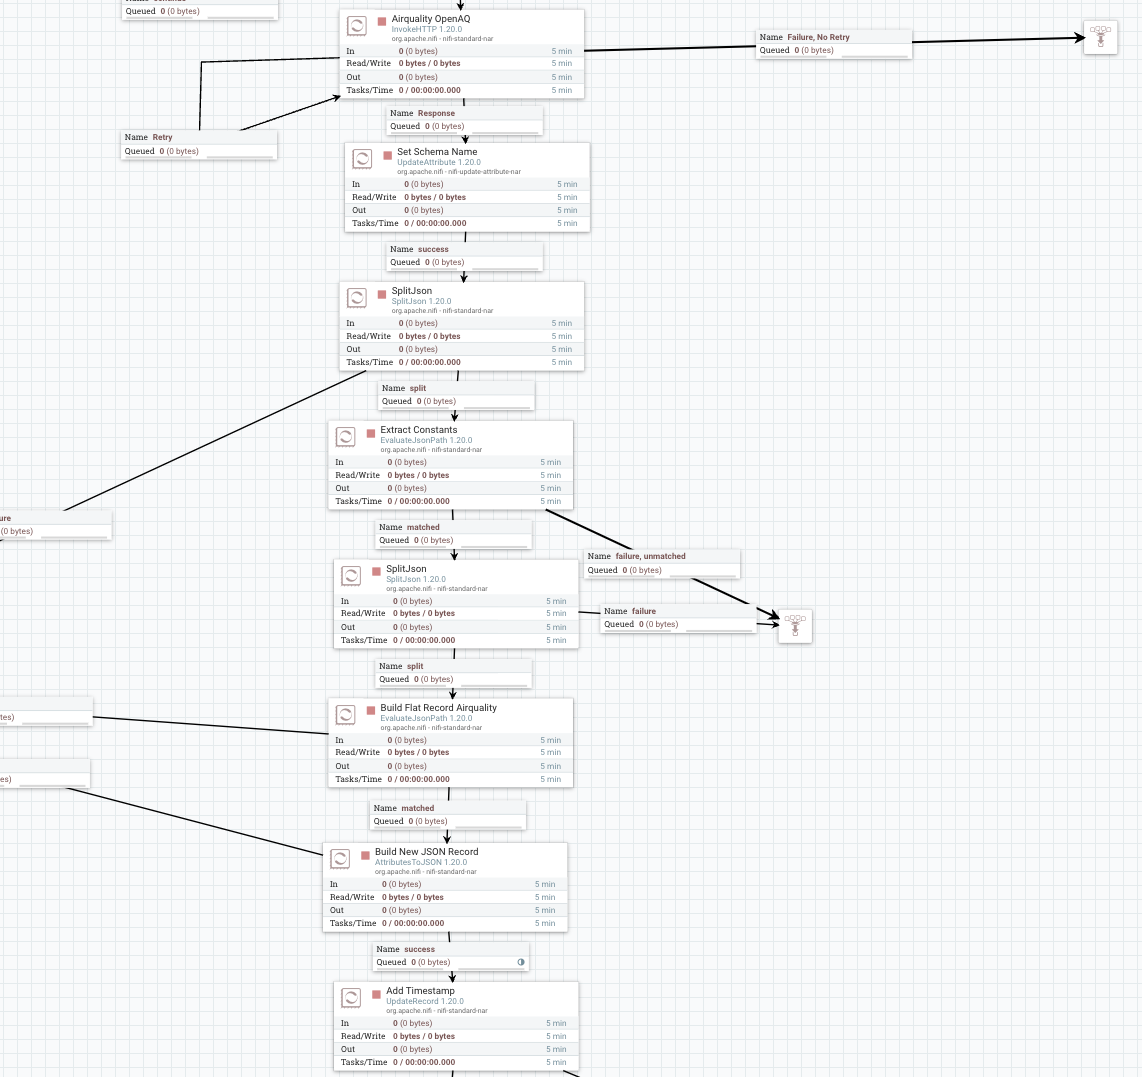 Queued 0 (0 bytes)
Airquality OpenAQ
InvokeHTTP 1.20.0
org.apache.nifi - nifi-standard-nar
In 0 (0 bytes) 5 min
Read/Write 0 bytes / 0 bytes 5 min
Out 0 (0 bytes) 5 min
Tasks/Time 0 / 00:00:00.000 5 min
Name Failure, No Retry
Queued 0 (0 bytes)
Name Retry
Queued 0 (0 bytes)
Name Response
Queued 0 (0 bytes)
Set Schema Name
UpdateAttribute 1.20.0
org.apache.nifi - nifi-update-attribute-nar
In 0 (0 bytes) 5 min
Read/Write 0 bytes / 0 bytes 5 min
Out 0 (0 bytes) 5 min
Tasks/Time 0 / 00:00:00.000 5 min
Name success
Queued 0 (0 bytes)
SplitJson
SplitJson 1.20.0
org.apache.nifi - nifi-standard-nar
In 0 (0 bytes) 5 min
Read/Write 0 bytes / 0 bytes 5 min
Out 0 (0 bytes) 5 min
Tasks/Time 0 / 00:00:00.000 5 min
Name split
Queued 0 (0 bytes)
Extract Constants
EvaluateJsonPath 1.20.0
org.apache.nifi - nifi-standard-nar
In 0 (0 bytes) 5 min
Read/Write 0 bytes / 0 bytes 5 min
Out 0 (0 bytes) 5 min
Tasks/Time 0 / 00:00:00.000 5 min
ure
(0 bytes)
Name matched
Queued 0 (0 bytes)
Name failure, unmatched
Queued 0 (0 bytes)
SplitJson
SplitJson 1.20.0
org.apache.nifi - nifi-standard-nar
In 0 (0 bytes) 5 min
Read/Write 0 bytes / 0 bytes 5 min
Out 0 (0 bytes) 5 min
Tasks/Time 0 / 00:00:00.000 5 min
Name failure
Queued 0 (0 bytes)
Name split
Queued 0 (0 bytes)
Build Flat Record Airquality
EvaluateJsonPath 1.20.0
org.apache.nifi - nifi-standard-nar
In 0 (0 bytes) 5 min
Read/Write 0 bytes / 0 bytes 5 min
Out 0 (0 bytes) 5 min
Tasks/Time 0 / 00:00:00.000 5 min
tes)
es)
Name matched
Queued 0 (0 bytes)
Build New JSON Record
AttributesToJSON 1.20.0
org.apache.nifi - nifi-standard-nar
In 0 (0 bytes) 5 min
Read/Write 0 bytes / 0 bytes 5 min
Out 0 (0 bytes) 5 min
Tasks/Time 0 / 00:00:00.000 5 min
Name success
Queued 0 (0 bytes)
Add Timestamp
UpdateRecord 1.20.0
org.apache.nifi - nifi-standard-nar
In 0 (0 bytes) 5 min
Read/Write 0 bytes / 0 bytes 5 min
Out 0 (0 bytes) 5 min
Tasks/Time 0 / 00:00:00.000 5 min